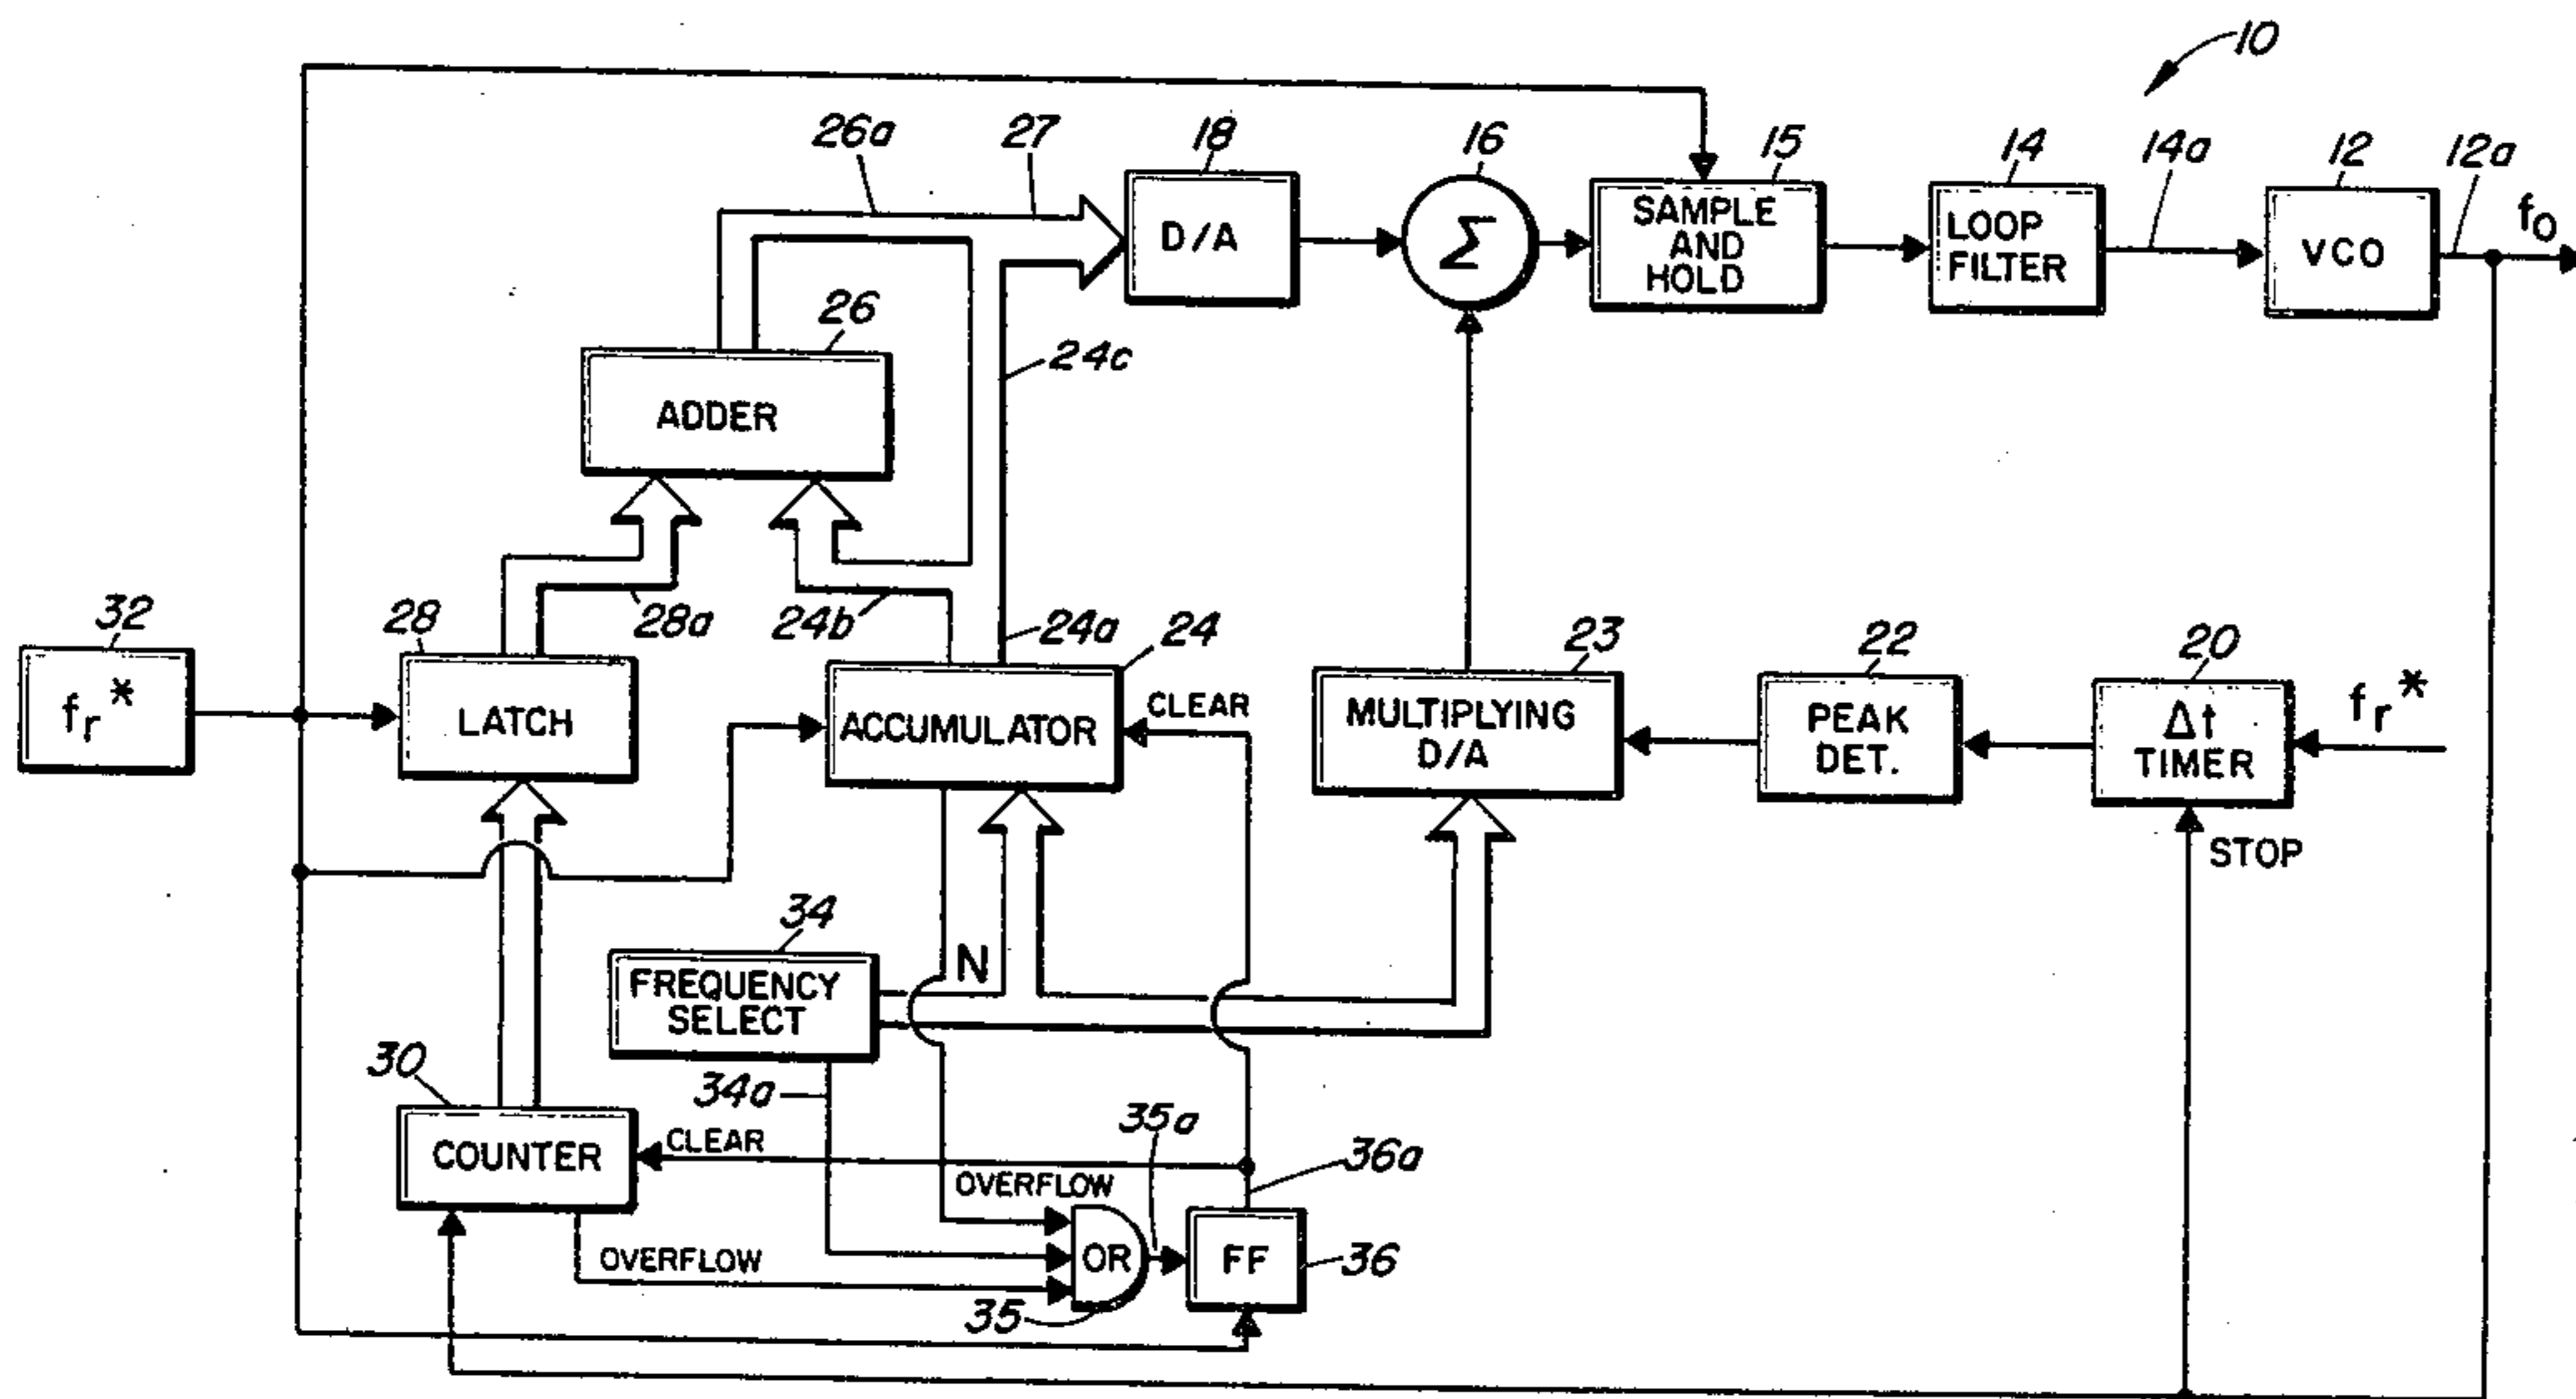 10
26a
27
18
16
15
14
14a
12
12a
D/A
Σ
SAMPLE
AND
HOLD
LOOP
FILTER
VCO
fo
26
24c
ADDER
32
28
28a
24b
24a
24
23
22
20
fr*
LATCH
ACCUMULATOR
CLEAR
MULTIPLYING
D/A
PEAK
DET.
Δt
TIMER
fr*
STOP
34
N
FREQUENCY
SELECT
30
34a
35a
COUNTER
CLEAR
36a
OVERFLOW
OVERFLOW
OR
FF
36
35